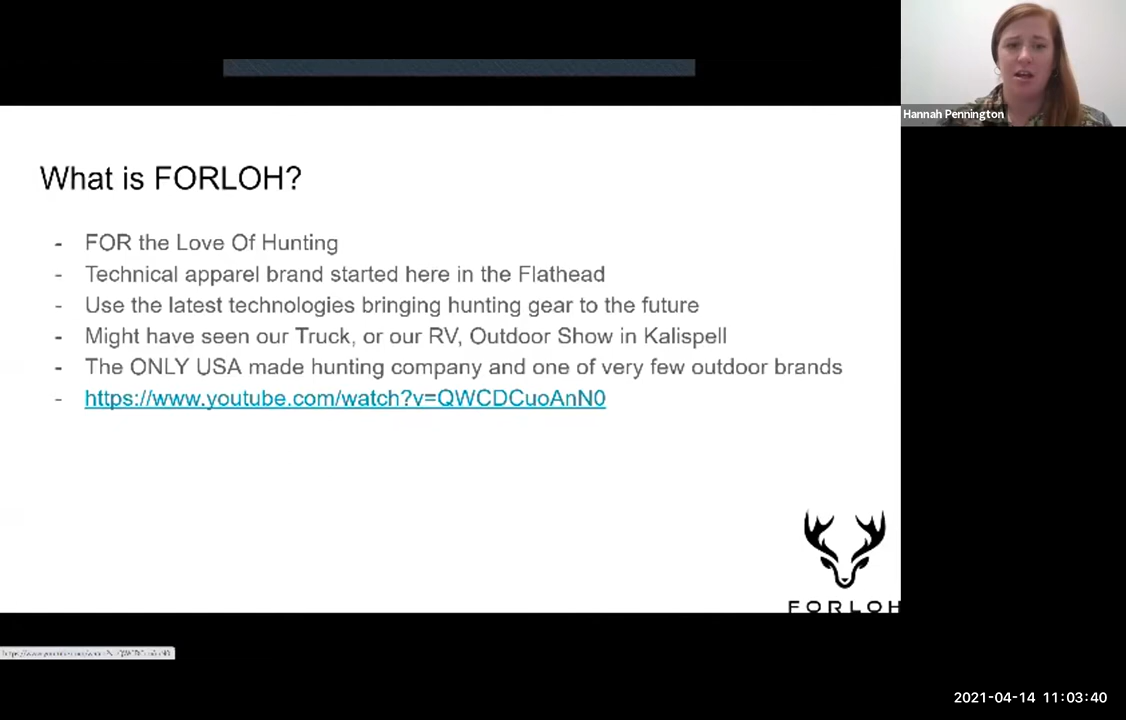 Hannah Pennington
What is FORLOH?
- FOR the Love Of Hunting
- Technical apparel brand started here in the Flathead
- Use the latest technologies bringing hunting gear to the future
- Might have seen our Truck, or our RV, Outdoor Show in Kalispell
- The ONLY USA made hunting company and one of very few outdoor brands
- https://www.youtube.com/watch?v=QWCDCuoAnN0
FORLOH
2021-04-14 11:03:40